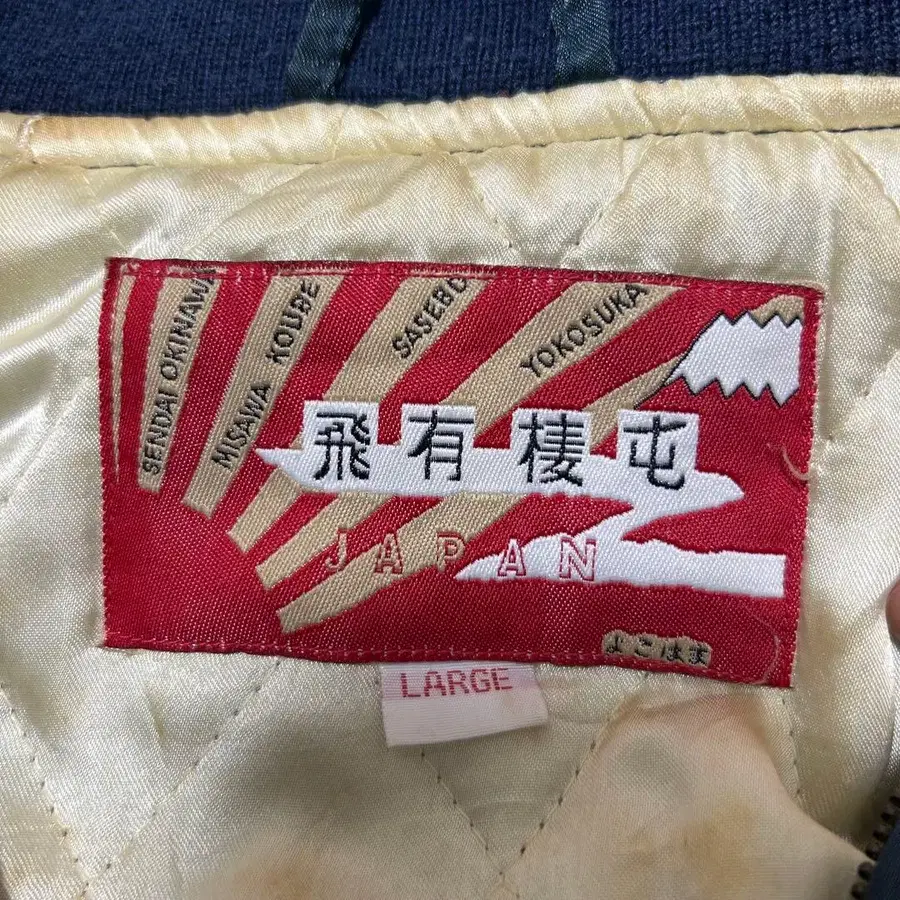 SENDAI OKINAWA
MISAWA KOUBE
SASEBO
YOKOSUKA
飛有棲屯
JAPAN
よこはま
LARGE